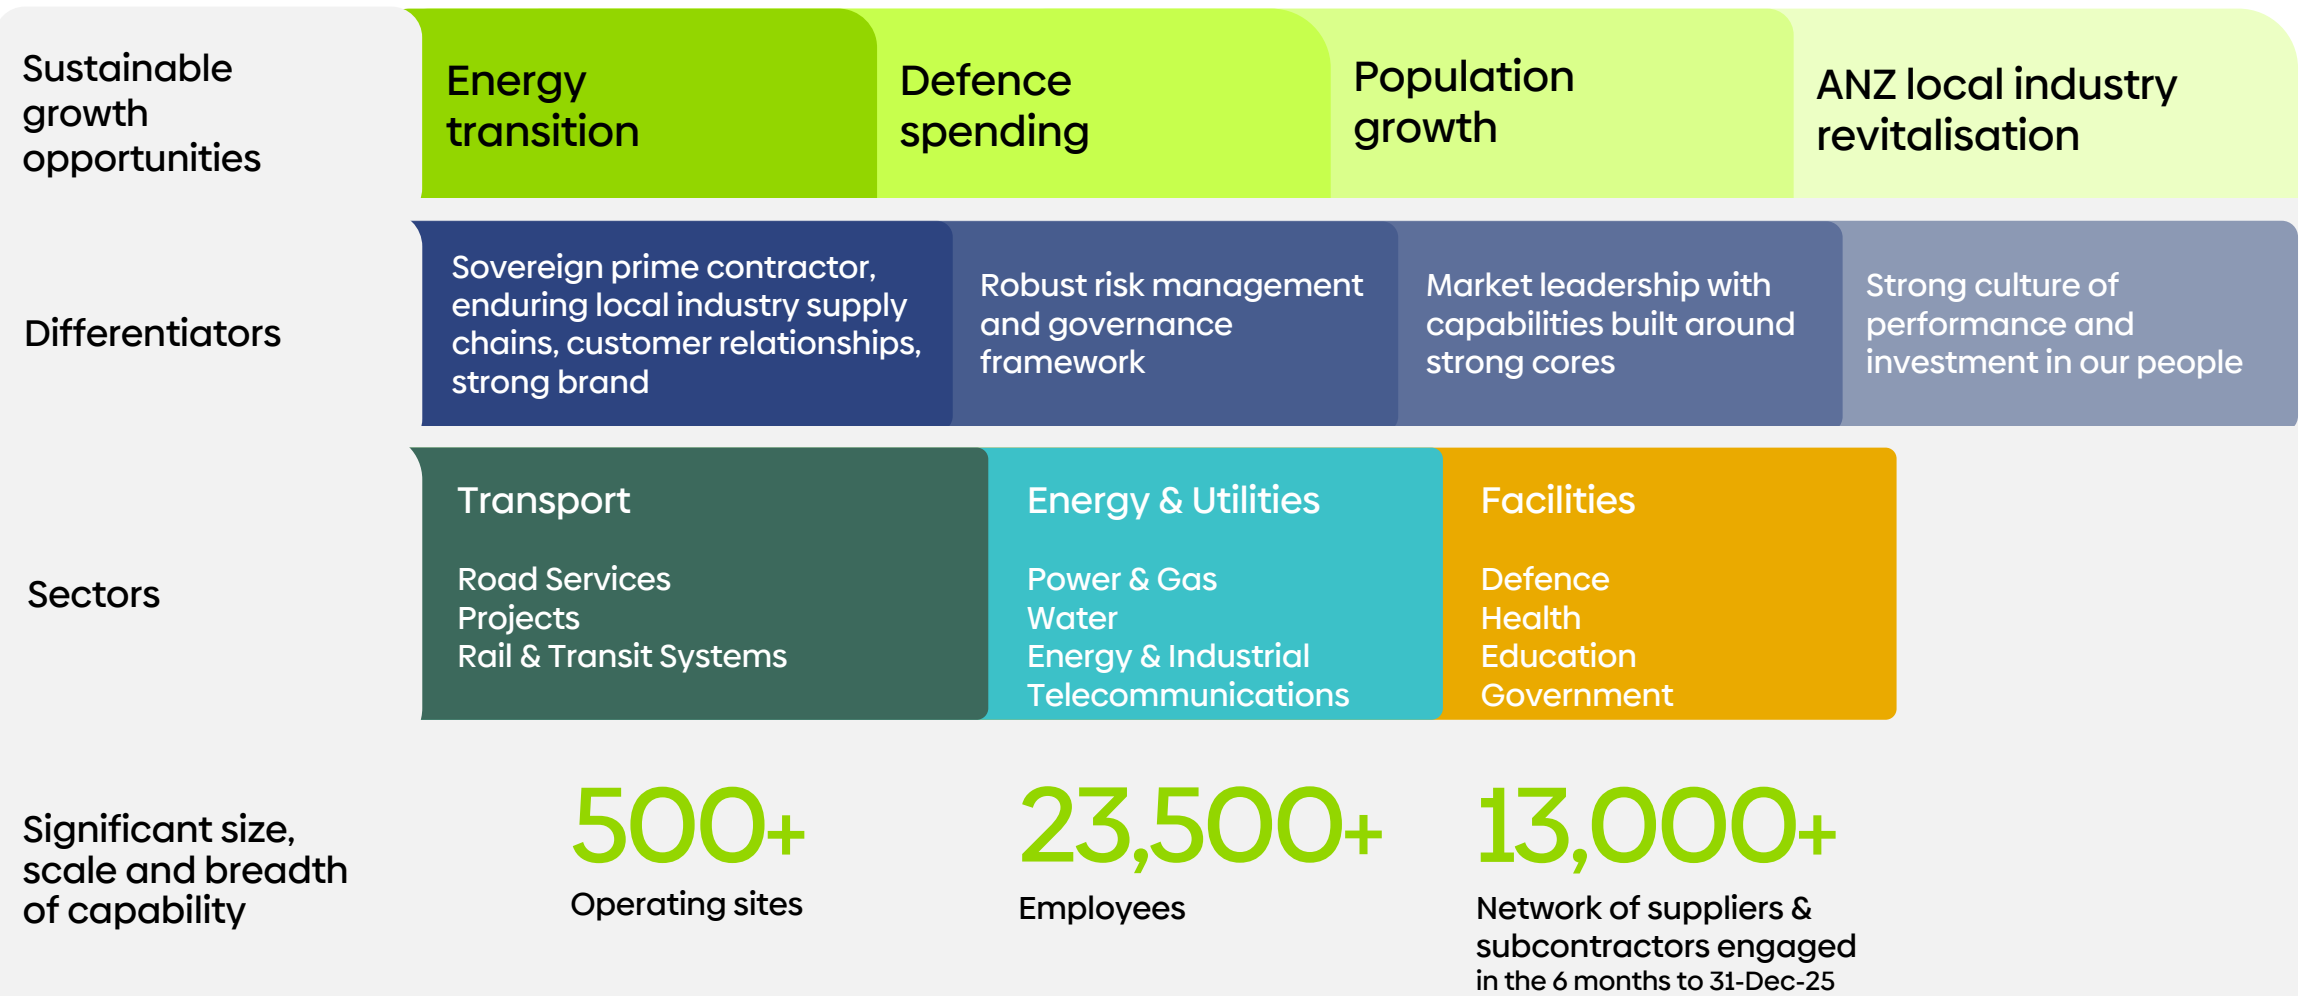 Sustainable
growth
opportunities
Energy
transition
Defence
spending
Population
growth
ANZ local industry
revitalisation
Differentiators
Sovereign prime contractor,
enduring local industry supply
chains, customer relationships,
strong brand
Robust risk management
and governance
framework
Market leadership with
capabilities built around
strong cores
Strong culture of
performance and
investment in our people
Sectors
Transport
Road Services
Projects
Rail & Transit Systems
Energy & Utilities
Power & Gas
Water
Energy & Industrial
Telecommunications
Facilities
Defence
Health
Education
Government
Significant size,
scale and breadth
of capability
500+
Operating sites
23,500+
Employees
13,000+
Network of suppliers &
subcontractors engaged
in the 6 months to 31-Dec-25